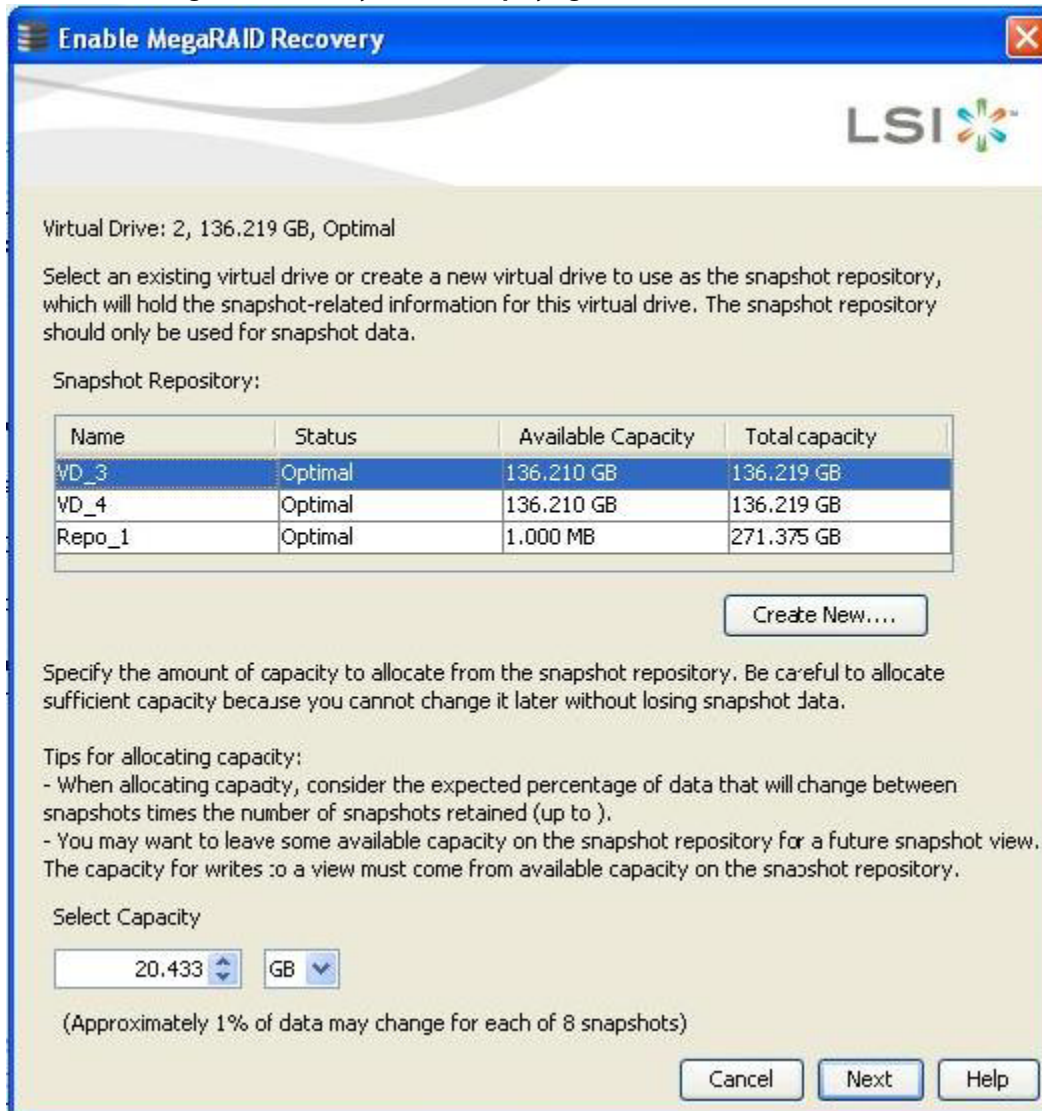 Enable MegaRAID Recovery
LSI
Virtual Drive: 2, 136.219 GB, Optimal
Select an existing virtual drive or create a new virtual drive to use as the snapshot repository,
which will hold the snapshot-related information for this virtual drive. The snapshot repository
should only be used for snapshot data.
Snapshot Repository:
Name Status Available Capacity Total capacity
VD_3 Optimal 136.210 GB 136.219 GB
VD_4 Optimal 136.210 GB 136.219 GB
Repo_1 Optimal 1.000 MB 271.375 GB
Create New....
Specify the amount of capacity to allocate from the snapshot repository. Be careful to allocate
sufficient capacity because you cannot change it later without losing snapshot data.
Tips for allocating capacity:
- When allocating capacity, consider the expected percentage of data that will change between
snapshots times the number of snapshots retained (up to ).
- You may want to leave some available capacity on the snapshot repository for a future snapshot view.
The capacity for writes to a view must come from available capacity on the snapshot repository.
Select Capacity
20.433 GB
(Approximately 1% of data may change for each of 8 snapshots)
Cancel Next Help